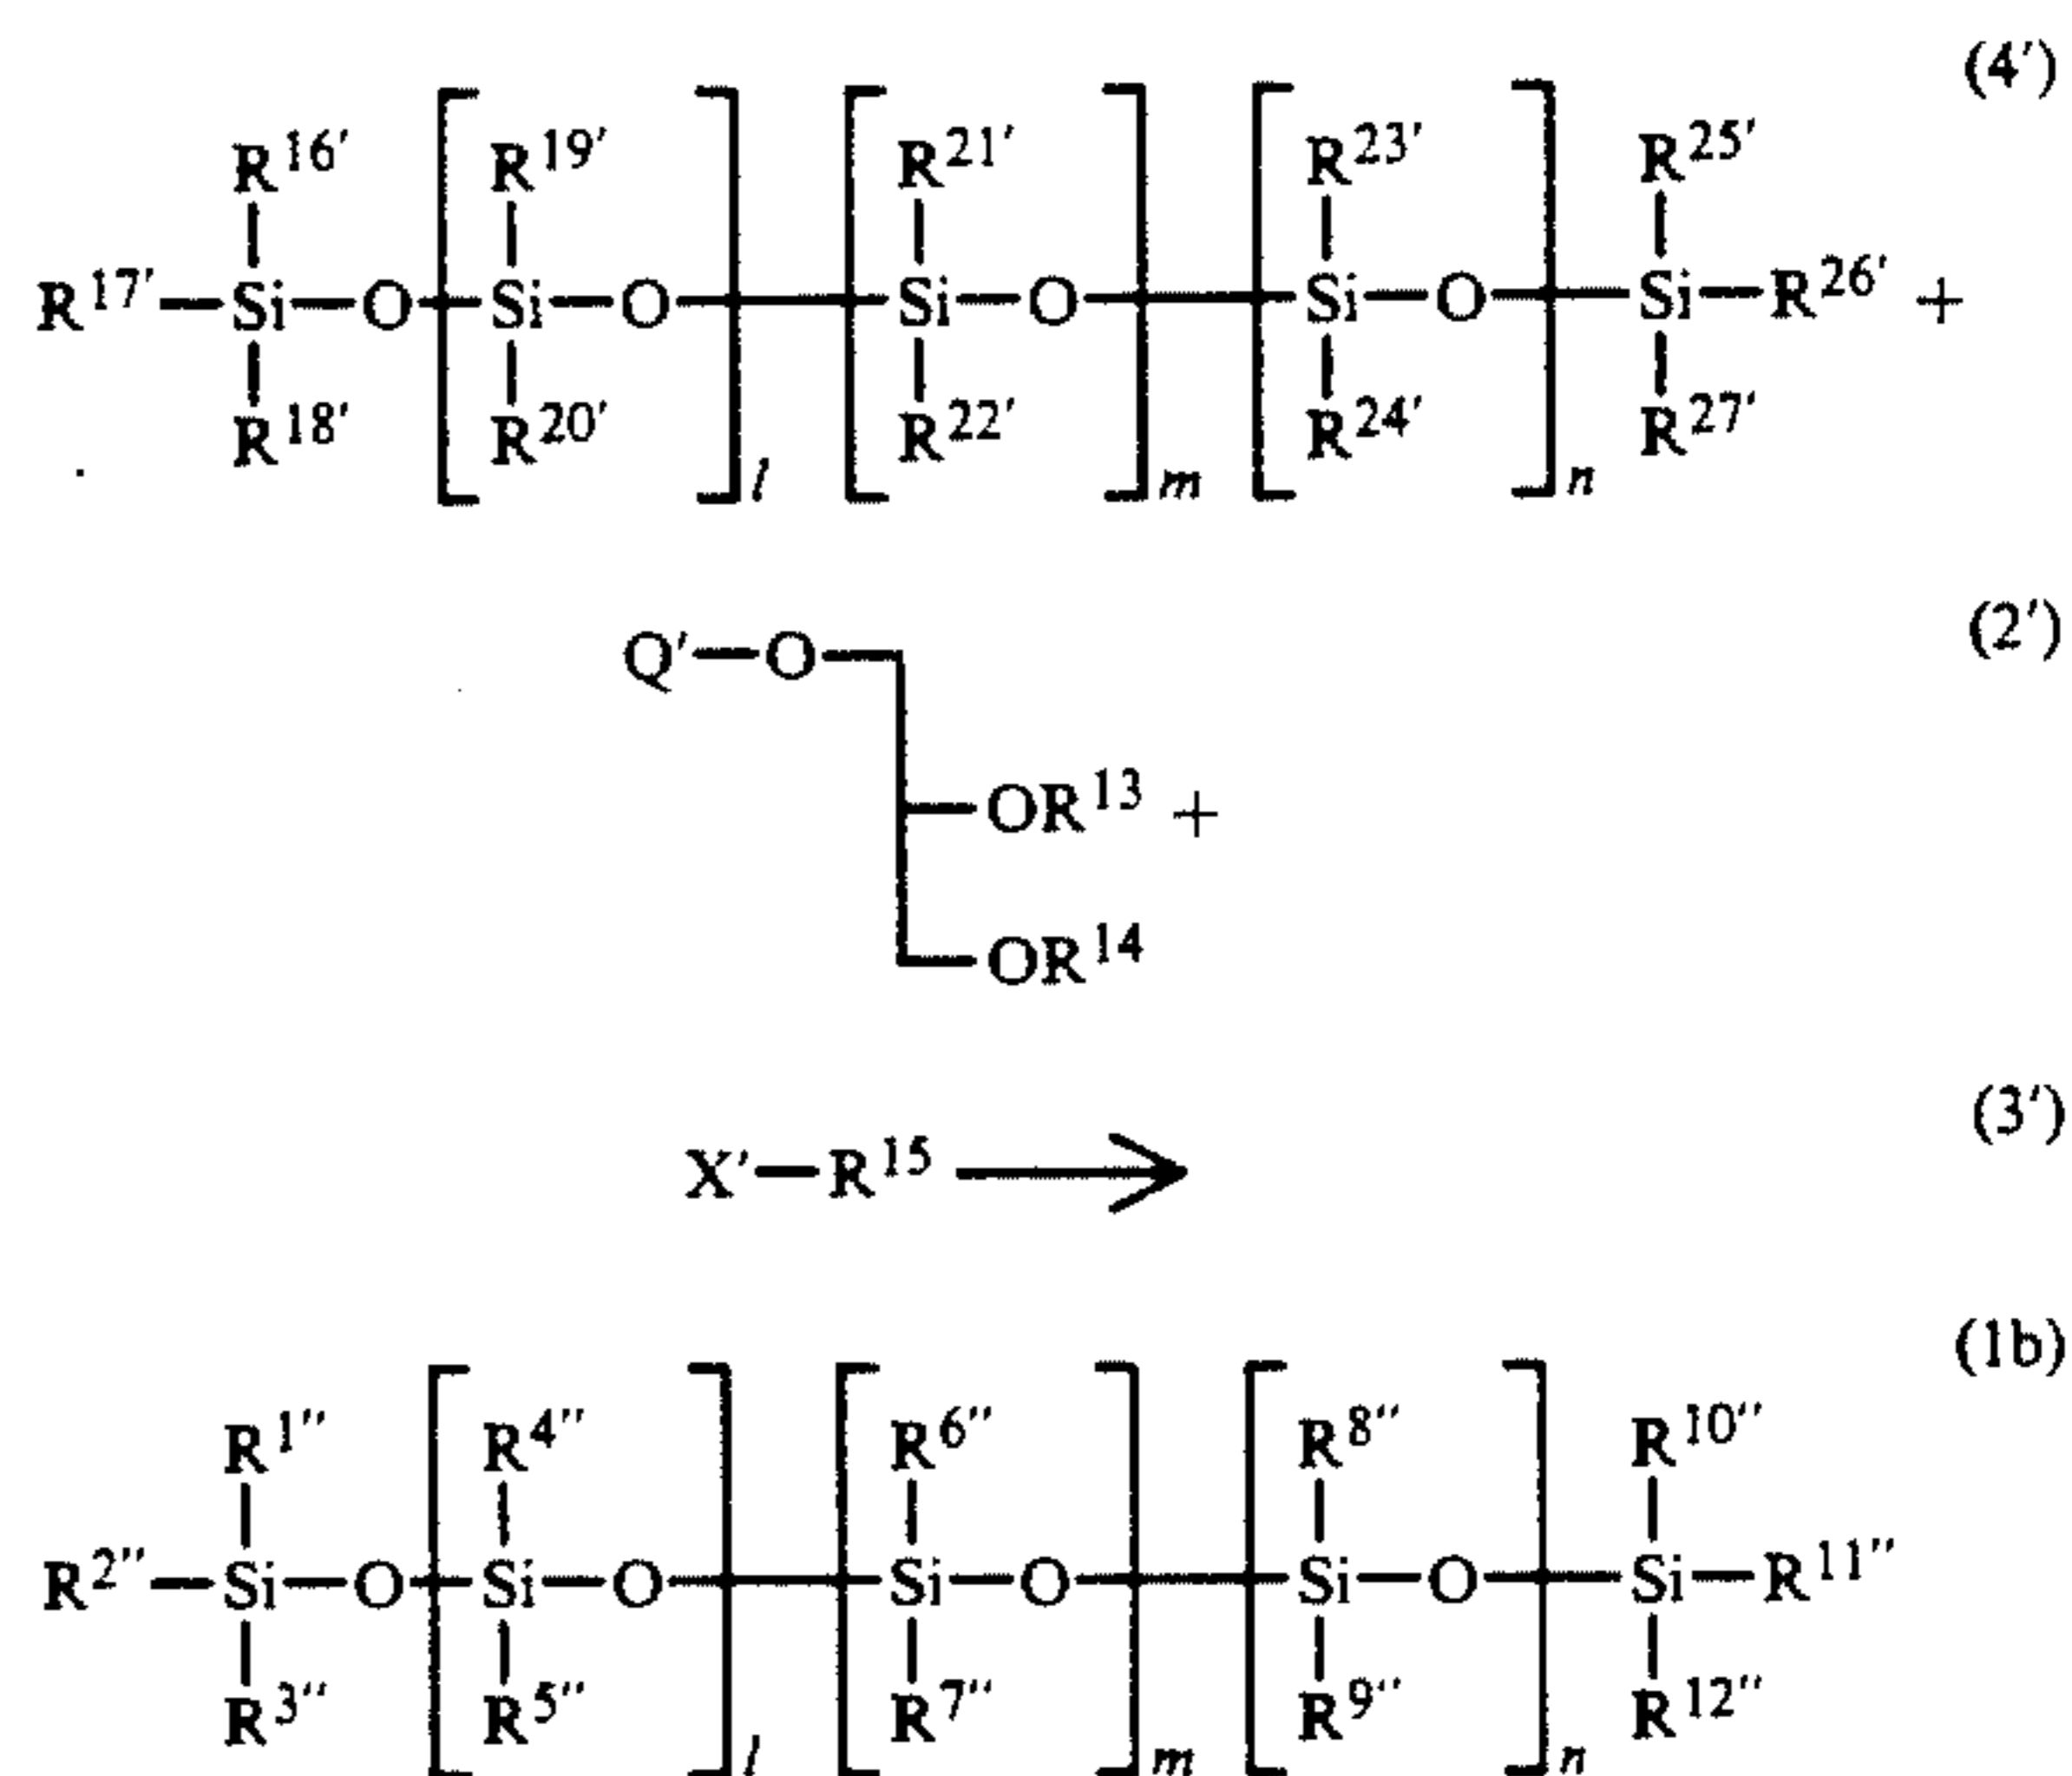 (4′)
R16′ R19′ R21′ R23′ R25′
R17′—Si—O—[Si—O]l—[Si—O]m—[Si—O]n—Si—R26′ +
R18′ R20′ R22′ R24′ R27′
(2′)
Q′—O
OR13 +
OR14
(3′)
X′—R15 ⟶
(1b)
R1″ R4″ R6″ R8″ R10″
R2″—Si—O—[Si—O]l—[Si—O]m—[Si—O]n—Si—R11″
R3″ R5″ R7″ R9″ R12″